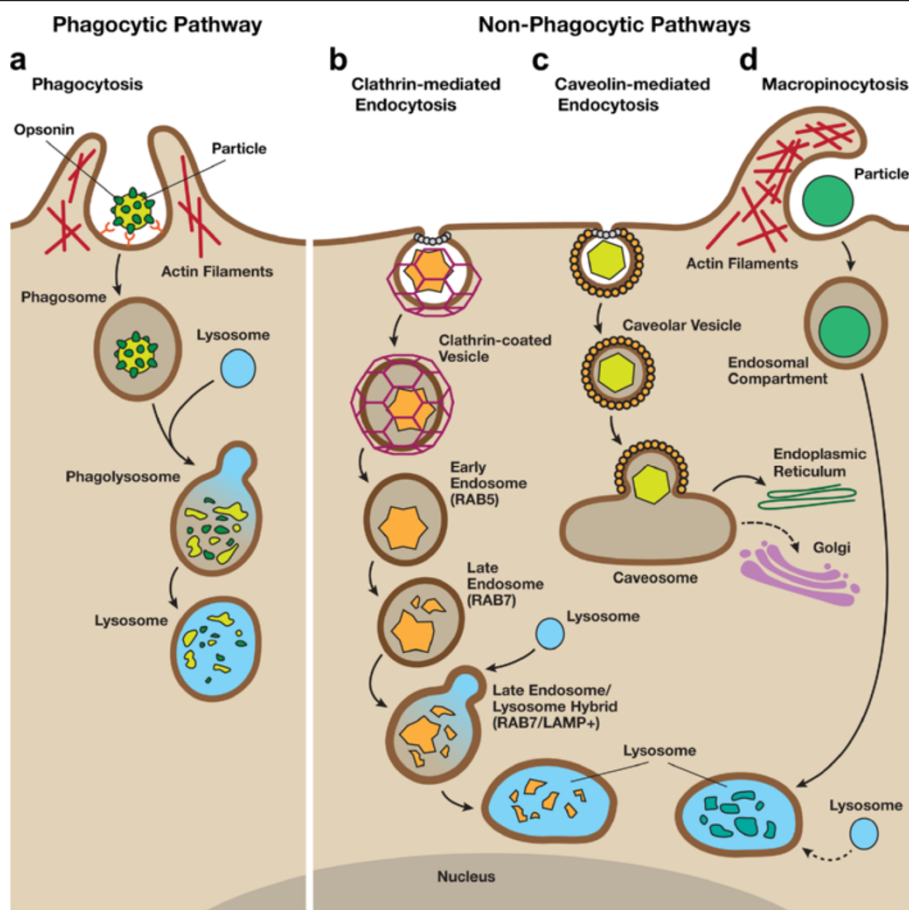 Phagocytic Pathway
Non-Phagocytic Pathways
a
Phagocytosis
Opsonin
Particle
Actin Filaments
Phagosome
Lysosome
Phagolysosome
Lysosome
b
Clathrin-mediated
Endocytosis
Clathrin-coated
Vesicle
Early
Endosome
(RAB5)
Late
Endosome
(RAB7)
Lysosome
Late Endosome/
Lysosome Hybrid
(RAB7/LAMP+)
Lysosome
c
Caveolin-mediated
Endocytosis
Caveolar Vesicle
Caveosome
Endoplasmic
Reticulum
Golgi
d
Macropinocytosis
Particle
Actin Filaments
Endosomal
Compartment
Lysosome
Nucleus